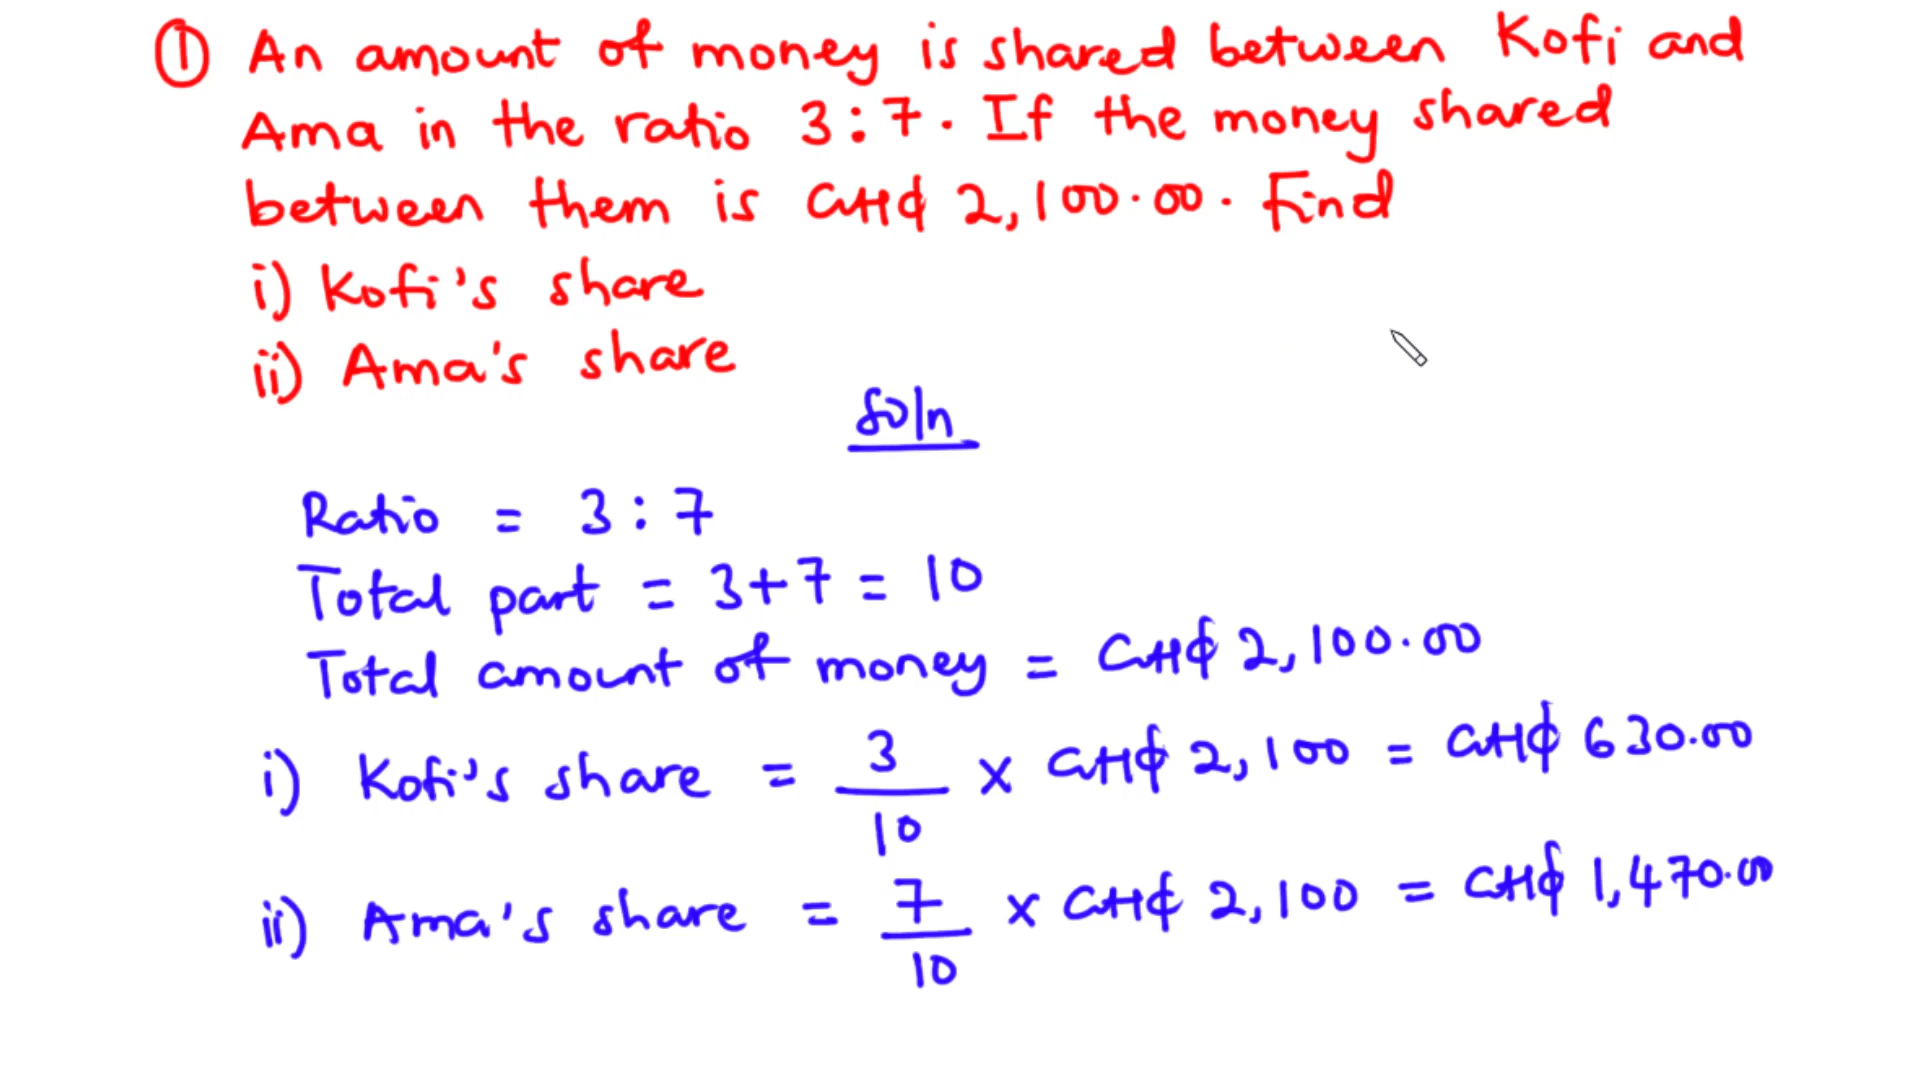 ① An amount of money is shared between Kofi and
Ama in the ratio 3:7. If the money shared
between them is GH₵ 2,100.00. Find
i) Kofi's share
ii) Ama's share
Soln
Ratio = 3:7
Total part = 3+7 = 10
Total amount of money = GH₵ 2,100.00
i) Kofi's share = 3/10 × GH₵ 2,100 = GH₵ 630.00
ii) Ama's share = 7/10 × GH₵ 2,100 = GH₵ 1,470.00